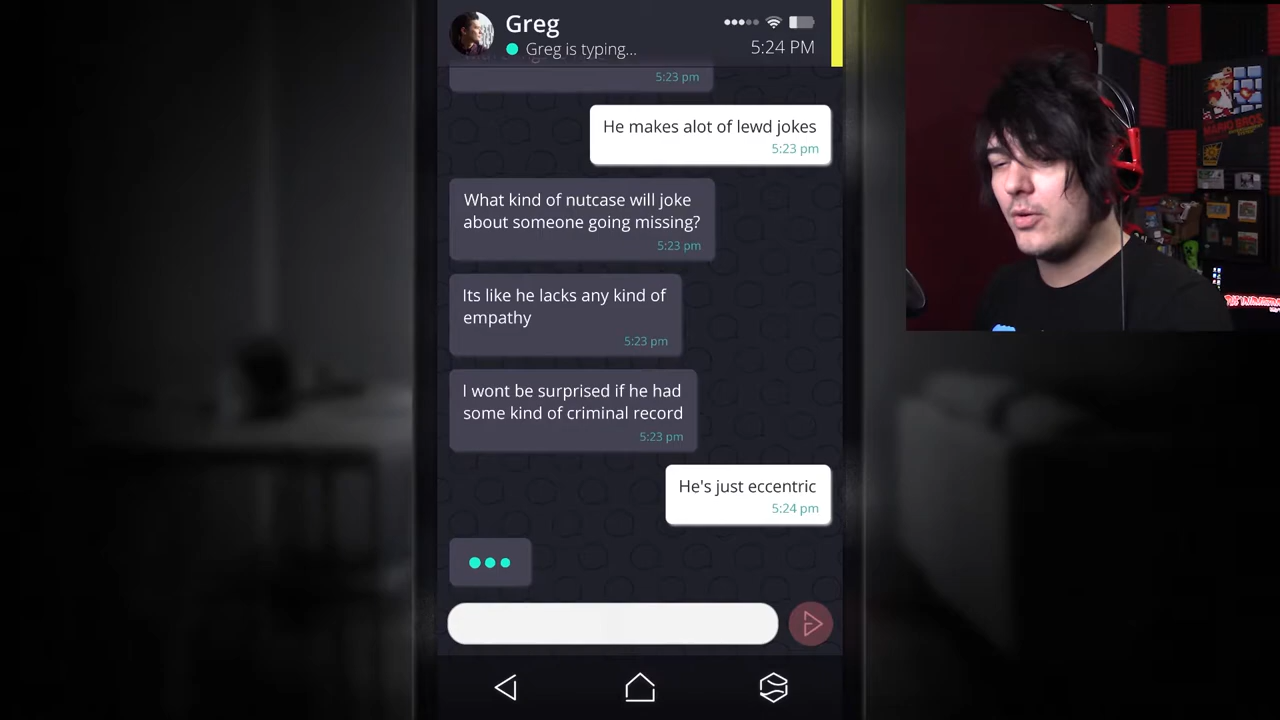 Greg
Greg is typing...
5:24 PM
5:23 pm
He makes alot of lewd jokes
5:23 pm
What kind of nutcase will joke
about someone going missing?
5:23 pm
Its like he lacks any kind of
empathy
5:23 pm
I wont be surprised if he had
some kind of criminal record
5:23 pm
He's just eccentric
5:24 pm
MARIO BROS.